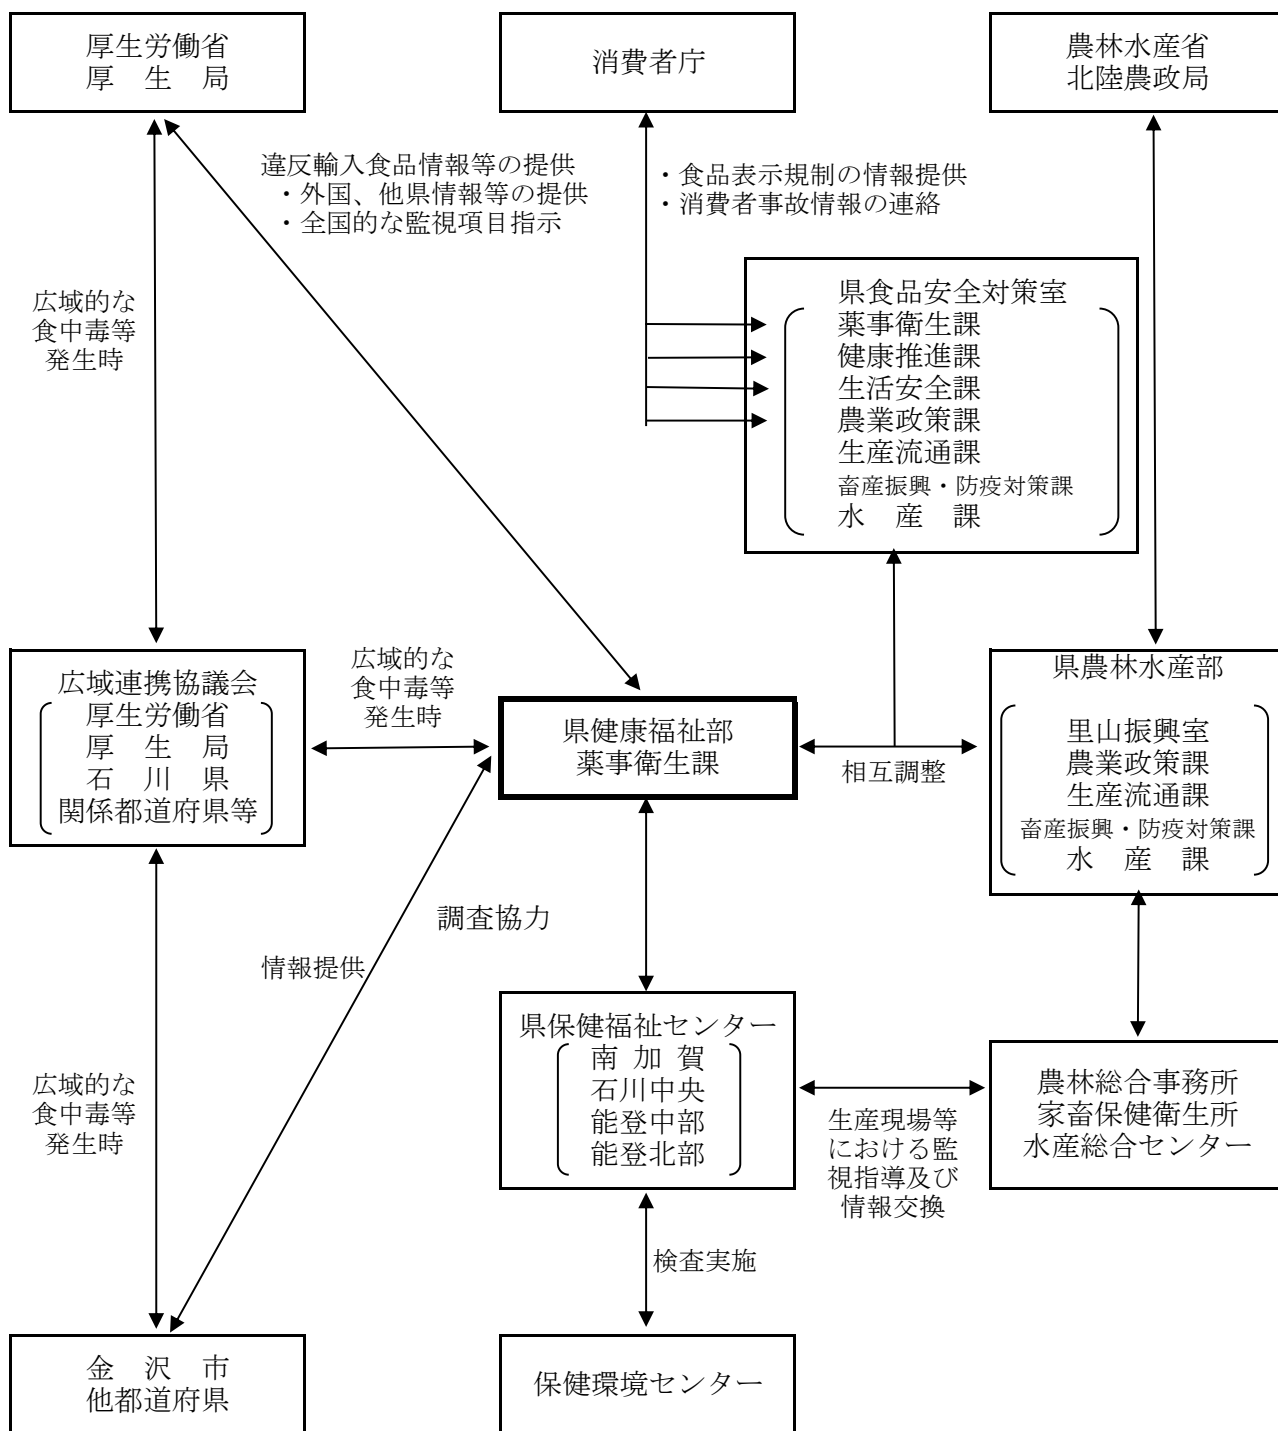 厚生労働省
厚　生　局
消費者庁
農林水産省
北陸農政局
違反輸入食品情報等の提供
・外国、他県情報等の提供
・全国的な監視項目指示
・食品表示規制の情報提供
・消費者事故情報の連絡
広域的な
食中毒等
発生時
県食品安全対策室
薬事衛生課
健康推進課
生活安全課
農業政策課
生産流通課
畜産振興・防疫対策課
水　産　課
広域連携協議会
厚生労働省
厚　生　局
石　川　県
関係都道府県等
広域的な
食中毒等
発生時
県健康福祉部
薬事衛生課
相互調整
県農林水産部
里山振興室
農業政策課
生産流通課
畜産振興・防疫対策課
水　産　課
調査協力
情報提供
広域的な
食中毒等
発生時
県保健福祉センター
南 加 賀
石川中央
能登中部
能登北部
生産現場等
における監
視指導及び
情報交換
農林総合事務所
家畜保健衛生所
水産総合センター
検査実施
金　沢　市
他都道府県
保健環境センター